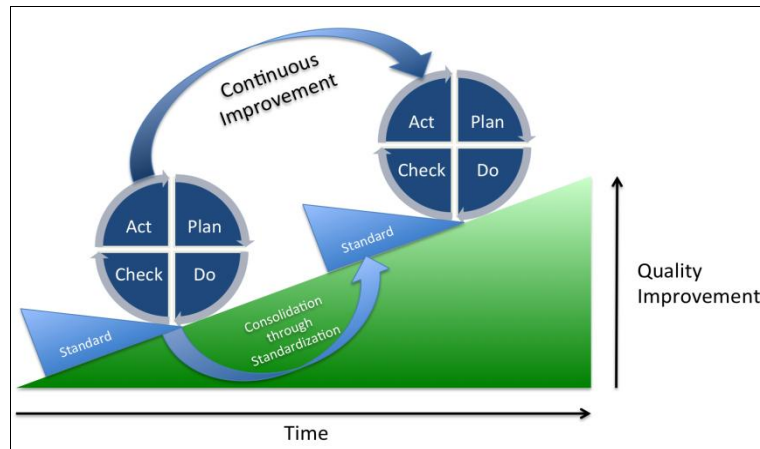 Continuous
Improvement
Act
Plan
Check
Do
Act
Plan
Check
Do
Standard
Standard
Consolidation
through
Standardization
Quality
Improvement
Time